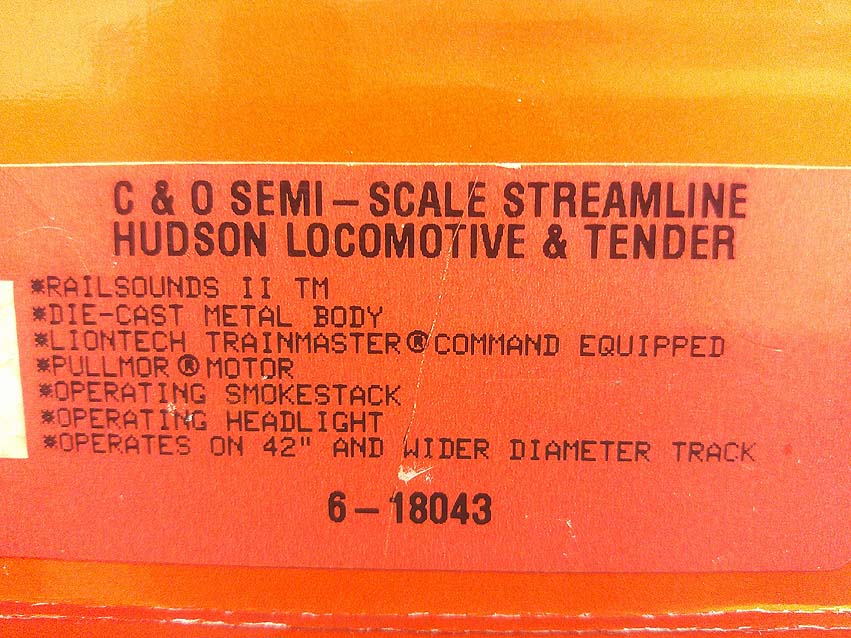 C & O SEMI – SCALE STREAMLINE
HUDSON LOCOMOTIVE & TENDER
*RAILSOUNDS II TM
*DIE-CAST METAL BODY
*LIONTECH TRAINMASTER®COMMAND EQUIPPED
*PULLMOR®MOTOR
*OPERATING SMOKESTACK
*OPERATING HEADLIGHT
*OPERATES ON 42" AND WIDER DIAMETER TRACK
6 – 18043